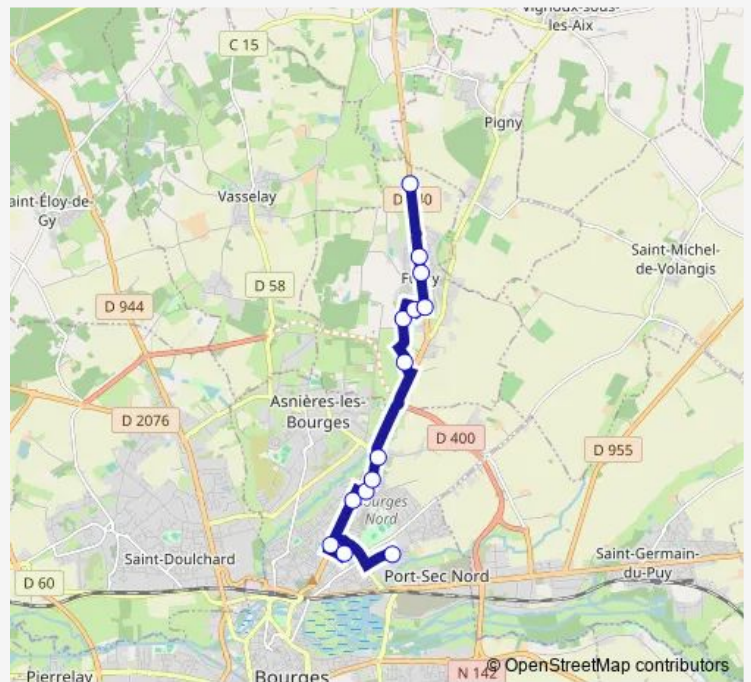 Vignoux-sous-
les-Aix
C 15
Pigny
Vasselay
D 40
aint-Éloy-de-
Gy
Saint-Michel-
de-Volangis
D 58
D 944
Asnières-les-
Bourges
D 2076
D 400
D 955
Bourges
Nord
Saint-Doulchard
Saint-Germain-
du-Puy
D 60
Port-Sec Nord
Pierrelay
Bourges
N 142
© OpenStreetMap contributors